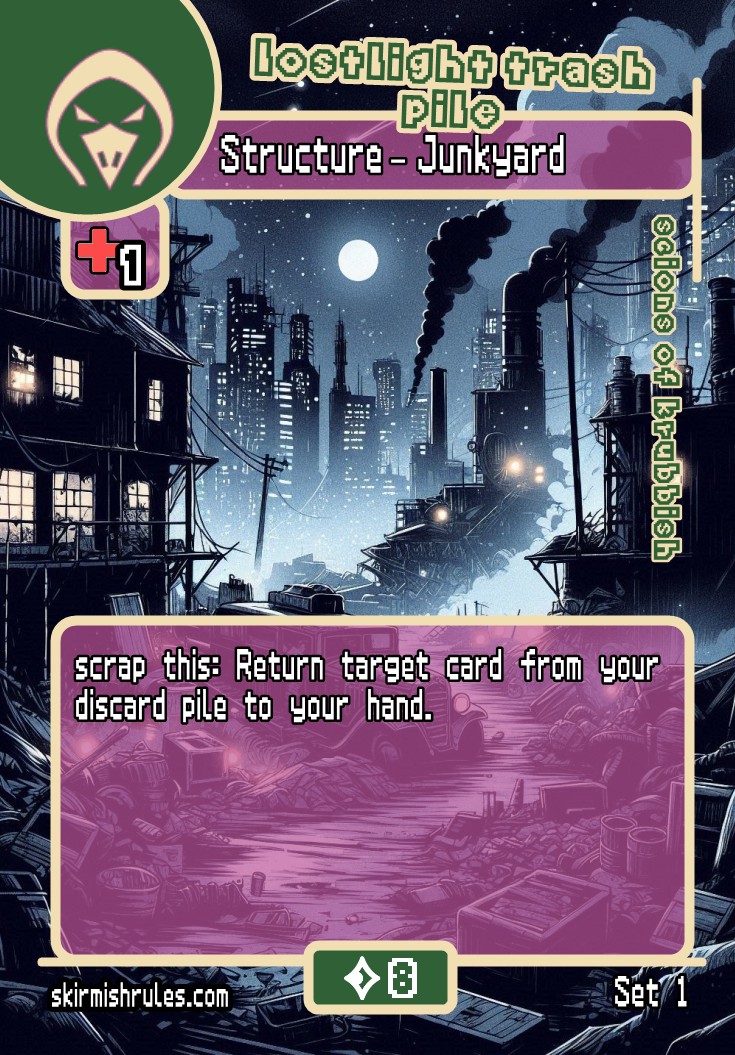 lostlight trash
pile
Structure – Junkyard
1
scions of krubbish
scrap this: Return target card from your
discard pile to your hand.
8
skirmishrules.com
Set 1